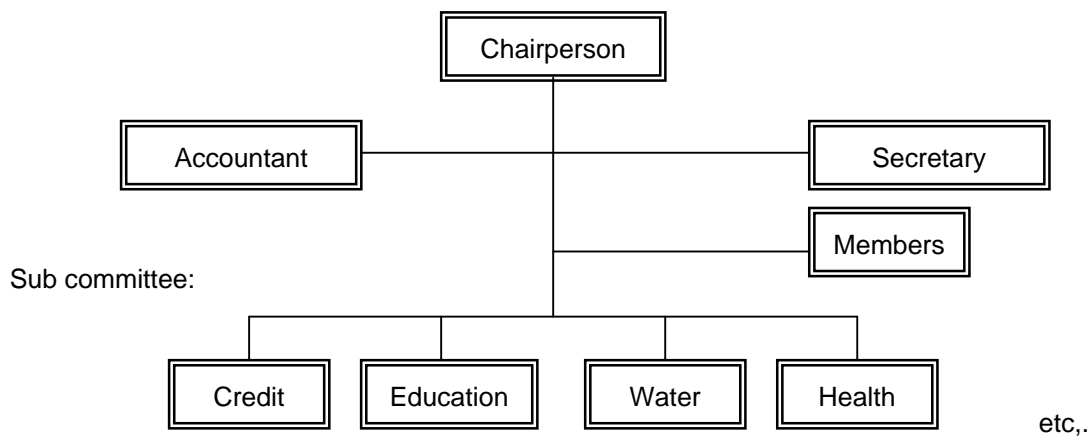 Chairperson
Accountant
Secretary
Members
Sub committee:
Credit
Education
Water
Health
etc,.